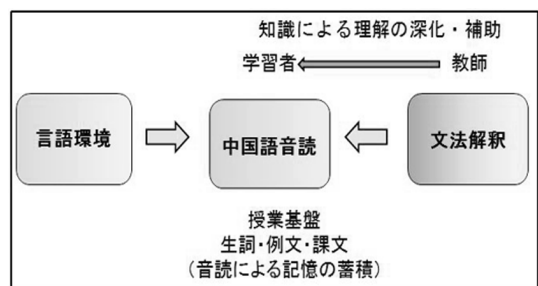 知識による理解の深化・補助
学習者 教師
言語環境 中国語音読 文法解釈
授業基盤
生詞・例文・課文
(音読による記憶の蓄積)